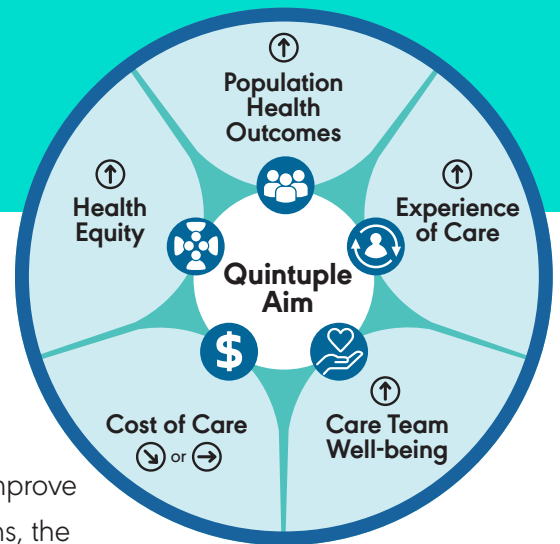 Population
Health
Outcomes
Health
Equity
Experience
of Care
Quintuple
Aim
$
Cost of Care
or
Care Team
Well-being
mprove
ns, the